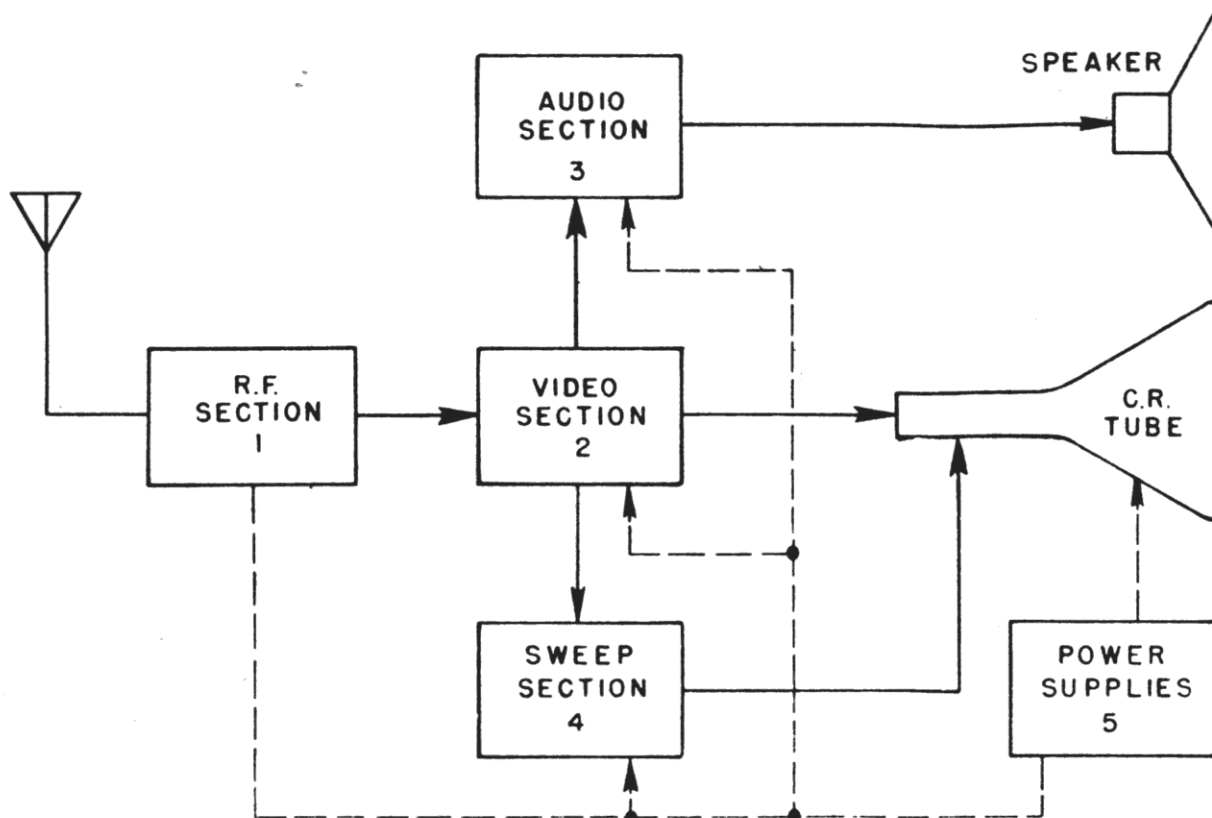 SPEAKER
AUDIO
SECTION
3
R.F.
SECTION
1
VIDEO
SECTION
2
C.R.
TUBE
SWEEP
SECTION
4
POWER
SUPPLIES
5